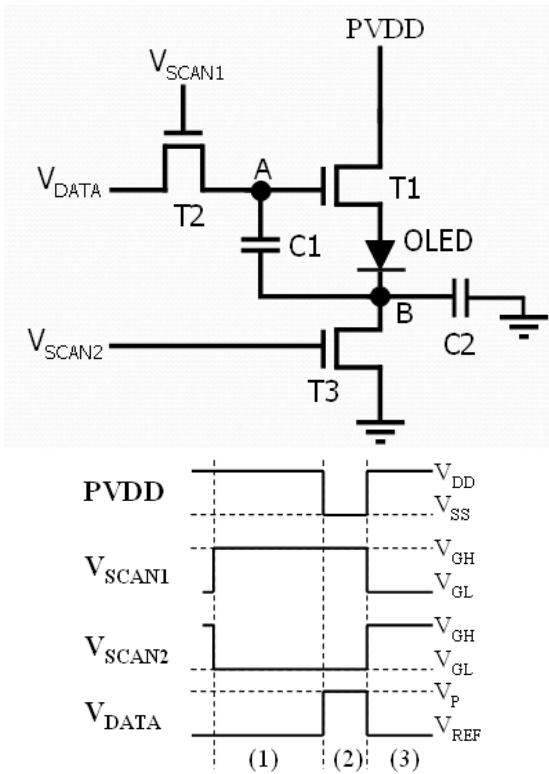 PVDD
VSCAN1
A
VDATA
T1
T2
C1
OLED
B
VSCAN2
C2
T3
PVDD
VDD
VSS
VSCAN1
VGH
VGL
VSCAN2
VGH
VGL
VDATA
VP
VREF
(1) (2) (3)